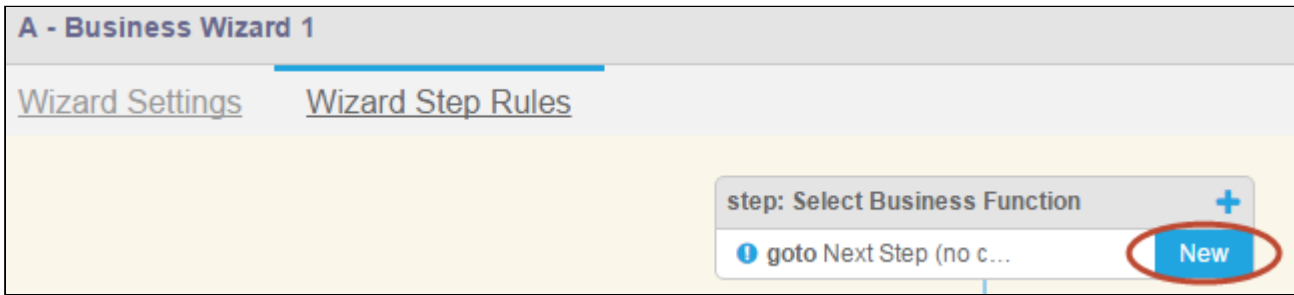 A - Business Wizard 1
Wizard Settings Wizard Step Rules
step: Select Business Function +
goto Next Step (no c... New